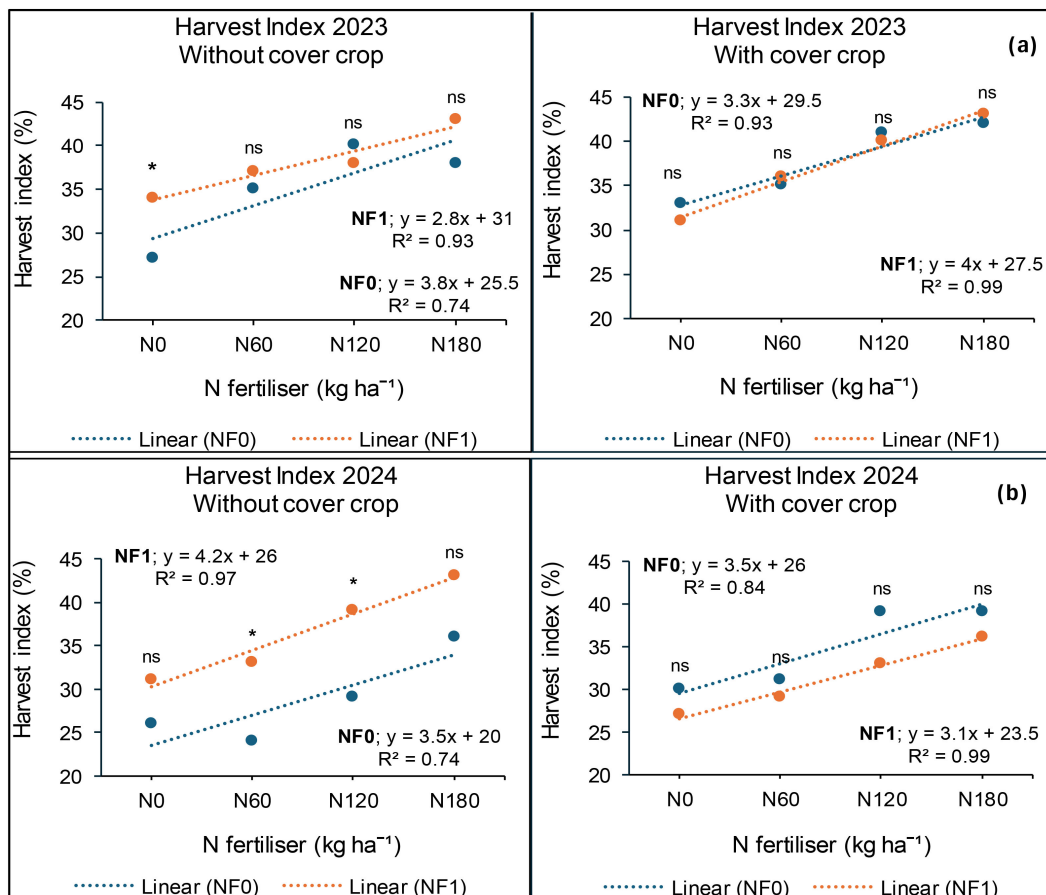 Harvest Index 2023
Without cover crop
Harvest index (%)
45
40
35
30
25
20
*
ns
ns
ns
NF1; y = 2.8x + 31
R² = 0.93
NF0; y = 3.8x + 25.5
R² = 0.74
N0 N60 N120 N180
N fertiliser (kg ha⁻¹)
Linear (NF0) Linear (NF1)
Harvest Index 2023
With cover crop
(a)
Harvest index (%)
45
40
35
30
25
20
NF0; y = 3.3x + 29.5
R² = 0.93
ns
ns
ns
ns
NF1; y = 4x + 27.5
R² = 0.99
N0 N60 N120 N180
N fertiliser (kg ha⁻¹)
Linear (NF0) Linear (NF1)
Harvest Index 2024
Without cover crop
Harvest index (%)
45
40
35
30
25
20
NF1; y = 4.2x + 26
R² = 0.97
ns
*
*
ns
NF0; y = 3.5x + 20
R² = 0.74
N0 N60 N120 N180
N fertiliser (kg ha⁻¹)
Linear (NF0) Linear (NF1)
Harvest Index 2024
With cover crop
(b)
Harvest index (%)
45
40
35
30
25
20
NF0; y = 3.5x + 26
R² = 0.84
ns
ns
ns
ns
NF1; y = 3.1x + 23.5
R² = 0.99
N0 N60 N120 N180
N fertiliser (kg ha⁻¹)
Linear (NF0) Linear (NF1)